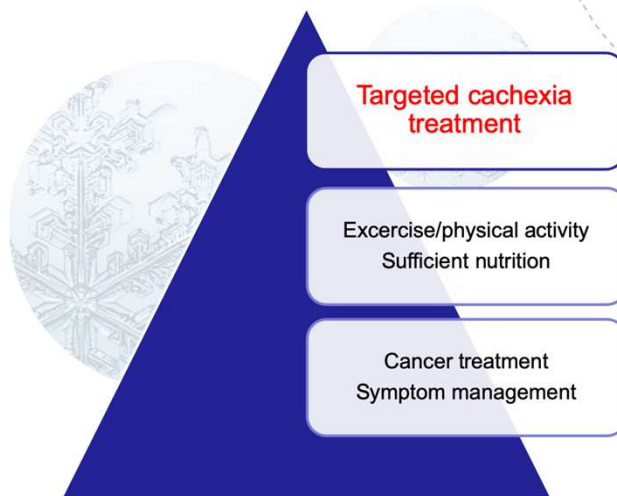 Targeted cachexia
treatment
Excercise/physical activity
Sufficient nutrition
Cancer treatment
Symptom management